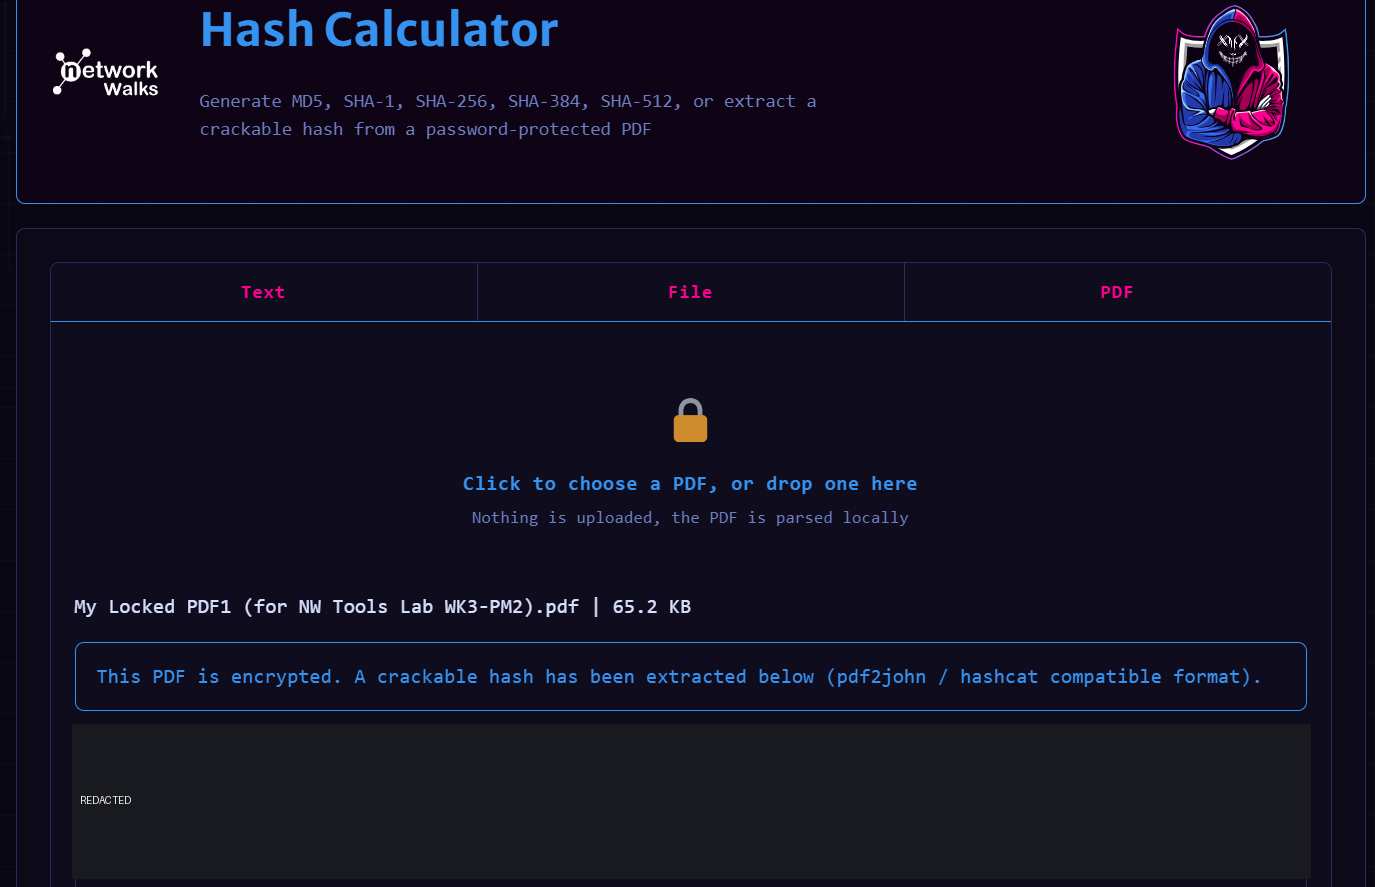 Hash Calculator
network
Walks
Generate MD5, SHA-1, SHA-256, SHA-384, SHA-512, or extract a
crackable hash from a password-protected PDF
Text
File
PDF
Click to choose a PDF, or drop one here
Nothing is uploaded, the PDF is parsed locally
My Locked PDF1 (for NW Tools Lab WK3-PM2).pdf | 65.2 KB
This PDF is encrypted. A crackable hash has been extracted below (pdf2john / hashcat compatible format).
REDACTED